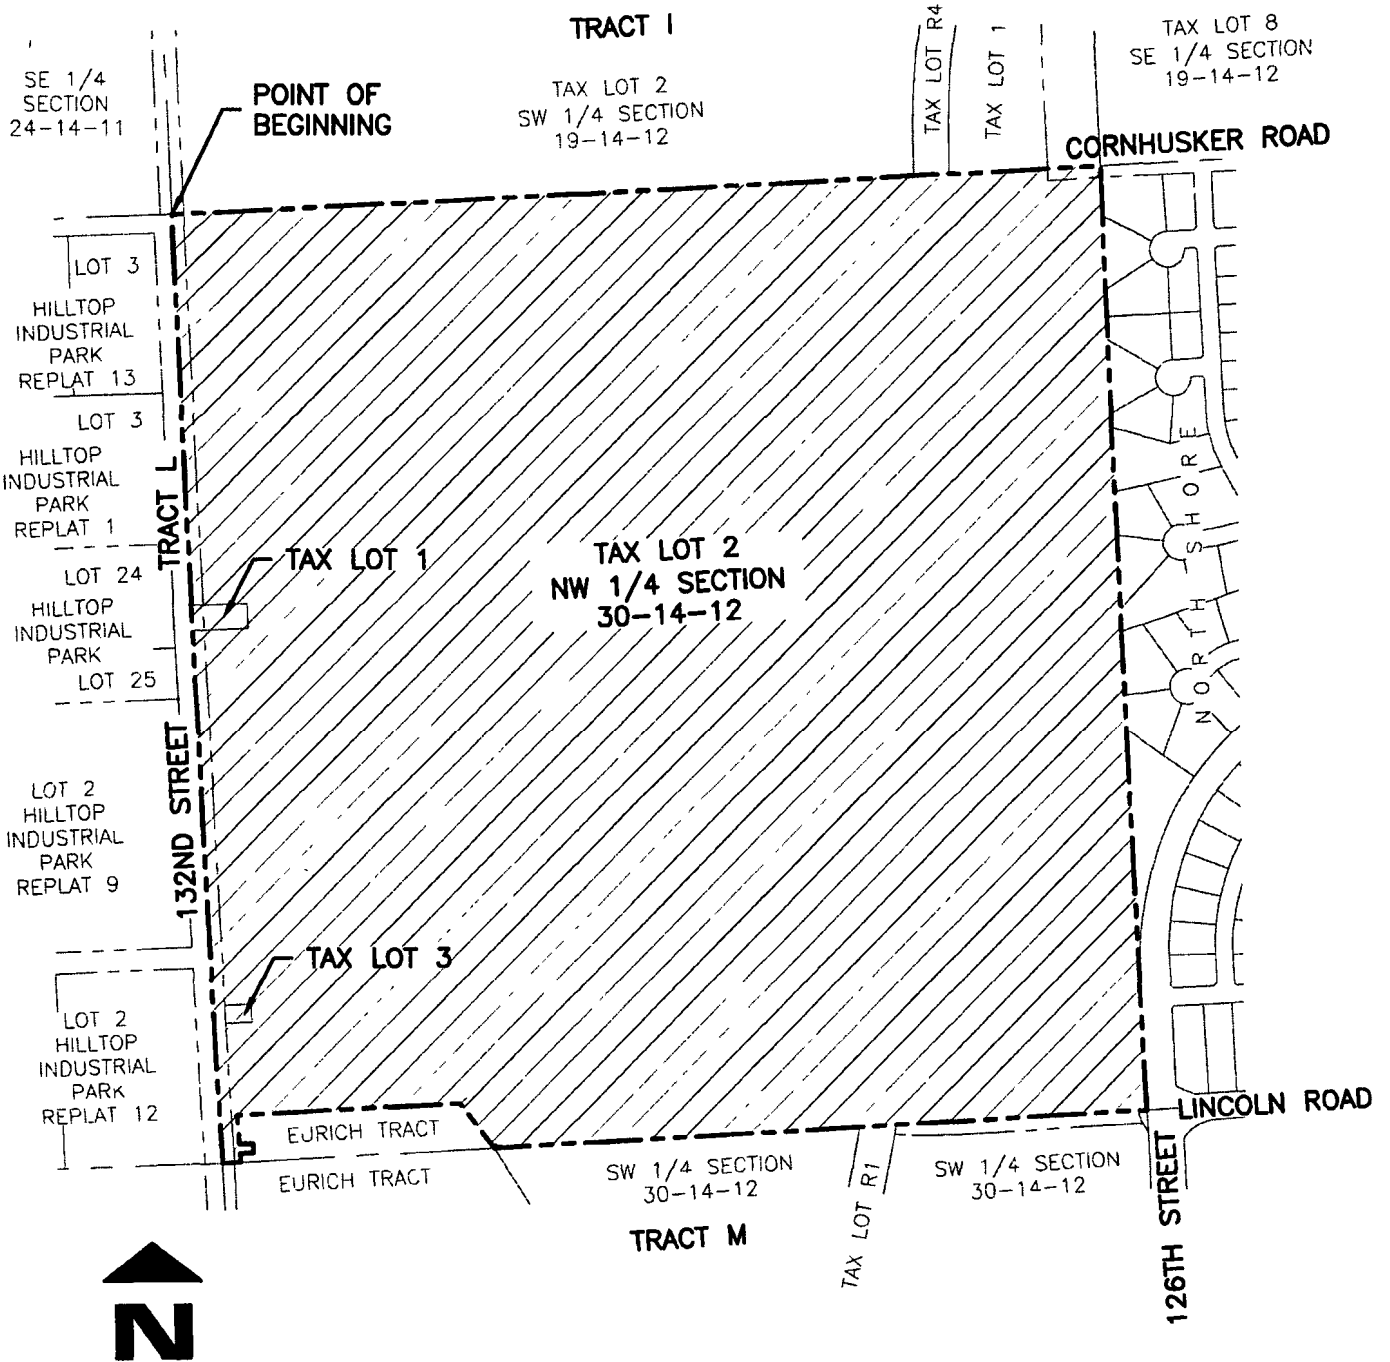 TRACT I
SE 1/4
SECTION
24-14-11
POINT OF
BEGINNING
TAX LOT 2
SW 1/4 SECTION
19-14-12
TAX LOT R4
TAX LOT 1
TAX LOT 8
SE 1/4 SECTION
19-14-12
CORNHUSKER ROAD
LOT 3
HILLTOP
INDUSTRIAL
PARK
REPLAT 13
LOT 3
HILLTOP
INDUSTRIAL
PARK
REPLAT 1
TRACT L
LOT 24
HILLTOP
INDUSTRIAL
PARK
LOT 25
TAX LOT 1
TAX LOT 2
NW 1/4 SECTION
30-14-12
NORTH SHORE
132ND STREET
LOT 2
HILLTOP
INDUSTRIAL
PARK
REPLAT 9
TAX LOT 3
LOT 2
HILLTOP
INDUSTRIAL
PARK
REPLAT 12
EURICH TRACT
EURICH TRACT
LINCOLN ROAD
SW 1/4 SECTION
30-14-12
TAX LOT R1
SW 1/4 SECTION
30-14-12
126TH STREET
TRACT M
N